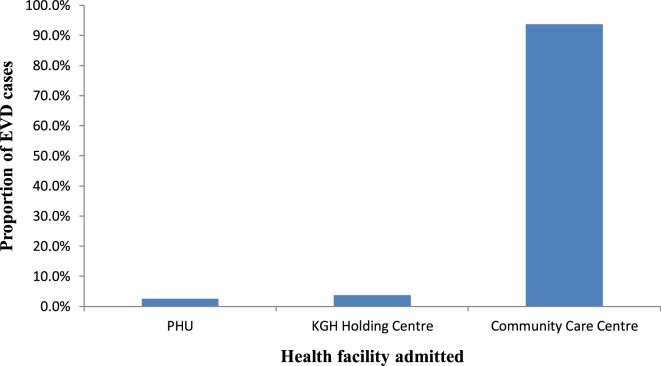 100.0%
90.0%
80.0%
70.0%
60.0%
50.0%
40.0%
30.0%
20.0%
10.0%
0.0%
Proportion of EVD cases
PHU
KGH Holding Centre
Community Care Centre
Health facility admitted